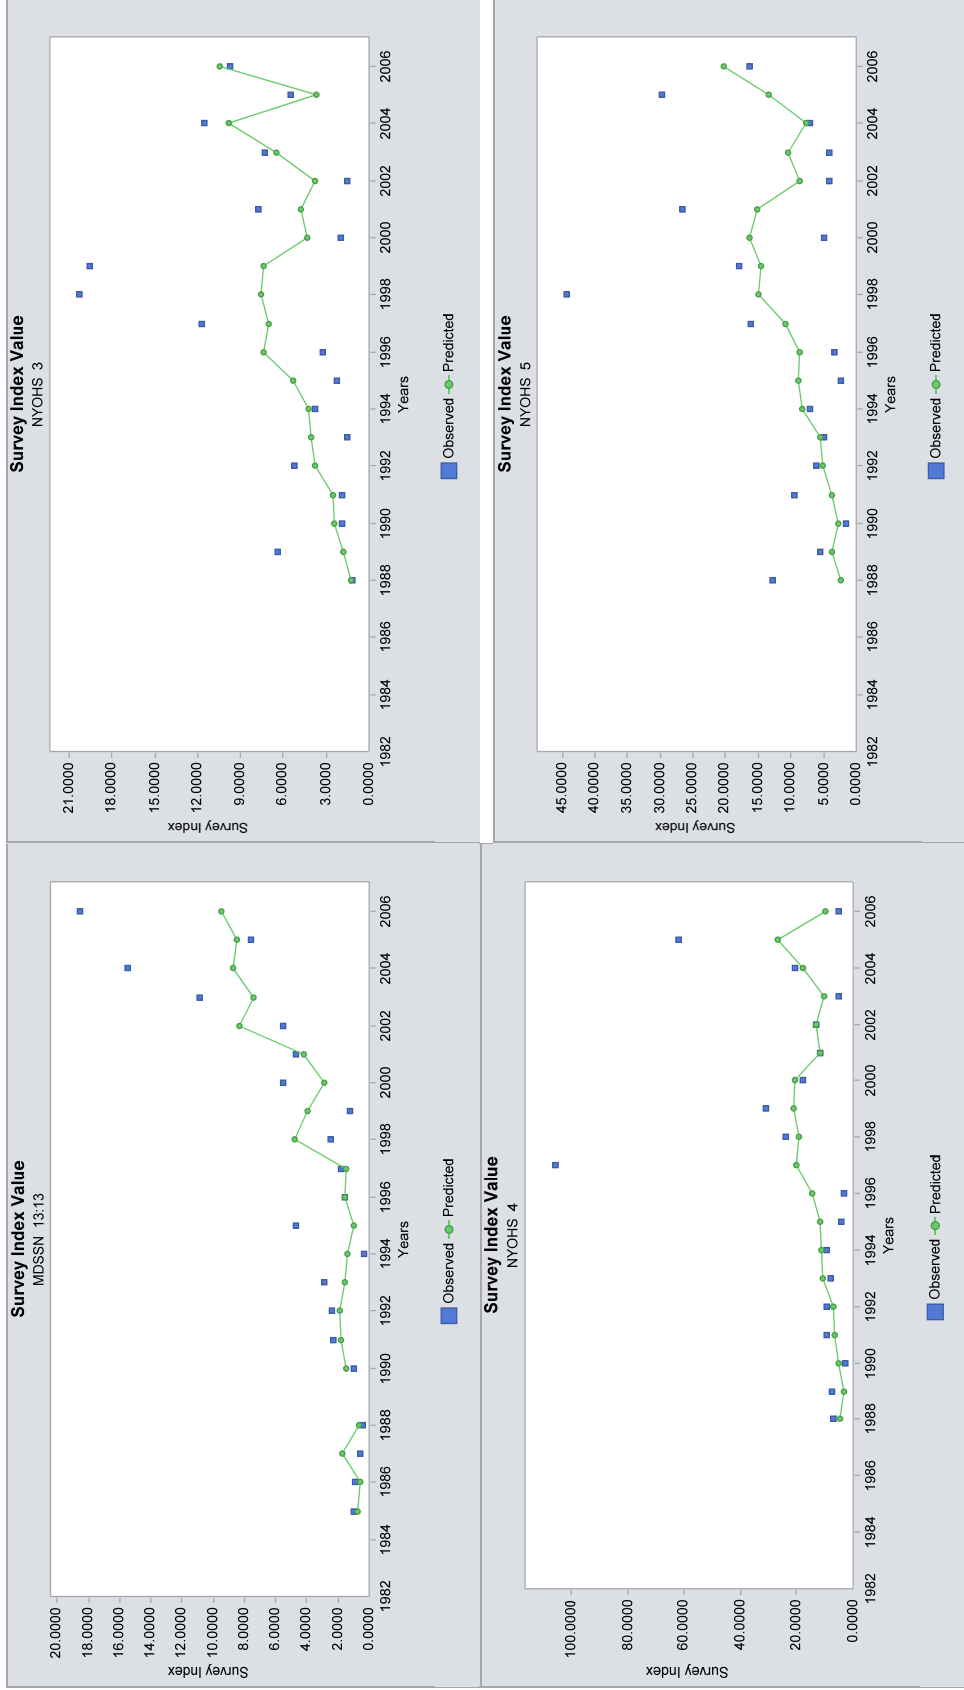 Survey Index Value
MDSSN 13:13
Survey Index
20.0000
18.0000
16.0000
14.0000
12.0000
10.0000
8.0000
6.0000
4.0000
2.0000
0.0000
1982 1984 1986 1988 1990 1992 1994 1996 1998 2000 2002 2004 2006
Years
Observed Predicted
Survey Index Value
NYOHS 3
Survey Index
21.0000
18.0000
15.0000
12.0000
9.0000
6.0000
3.0000
0.0000
1982 1984 1986 1988 1990 1992 1994 1996 1998 2000 2002 2004 2006
Years
Observed Predicted
Survey Index Value
NYOHS 4
Survey Index
100.0000
80.0000
60.0000
40.0000
20.0000
0.0000
1982 1984 1986 1988 1990 1992 1994 1996 1998 2000 2002 2004 2006
Years
Observed Predicted
Survey Index Value
NYOHS 5
Survey Index
45.0000
40.0000
35.0000
30.0000
25.0000
20.0000
15.0000
10.0000
5.0000
0.0000
1982 1984 1986 1988 1990 1992 1994 1996 1998 2000 2002 2004 2006
Years
Observed Predicted